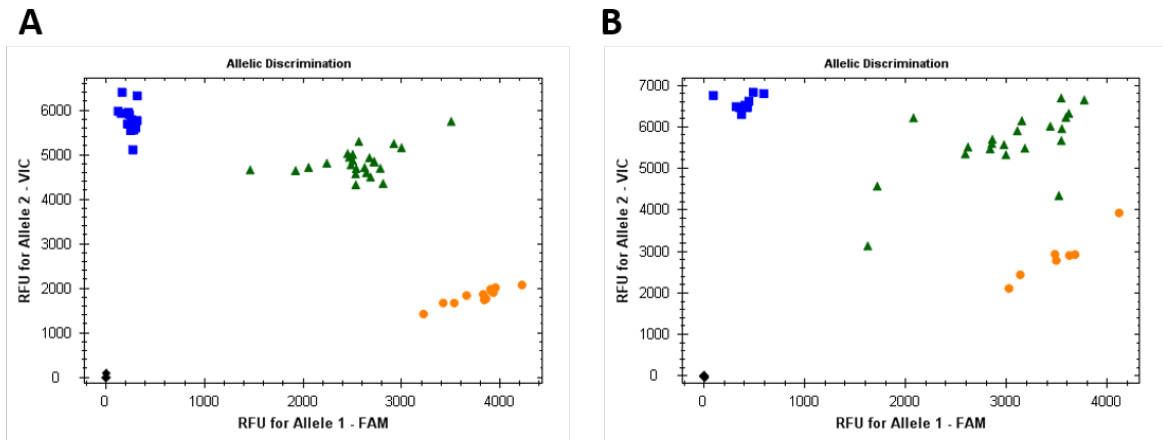 A
Allelic Discrimination
RFU for Allele 2 - VIC
6000
5000
4000
3000
2000
1000
0
0 1000 2000 3000 4000
RFU for Allele 1 - FAM
B
Allelic Discrimination
RFU for Allele 2 - VIC
7000
6000
5000
4000
3000
2000
1000
0
0 1000 2000 3000 4000
RFU for Allele 1 - FAM